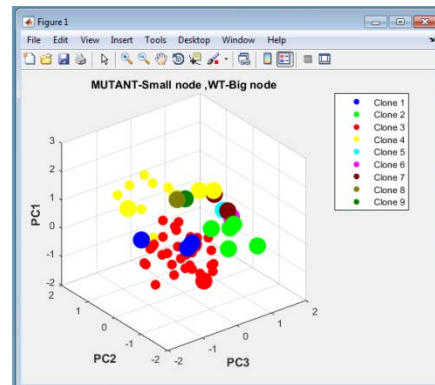 Figure 1
File Edit View Insert Tools Desktop Window Help
MUTANT-Small node ,WT-Big node
Clone 1
Clone 2
Clone 3
Clone 4
Clone 5
Clone 6
Clone 7
Clone 8
Clone 9
3
2
1
0
-1
-2
PC1
2
1
0
-1
-2
PC2
-2
-1
0
1
2
PC3